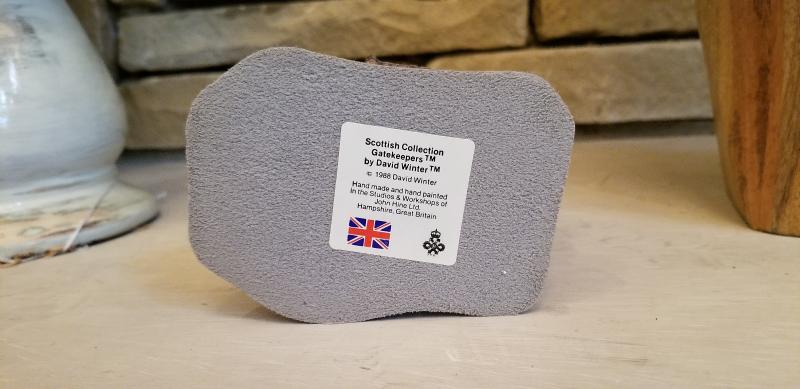 Scottish Collection
Gatekeepers™
by David Winter™
© 1988 David Winter
Hand made and hand painted
In the Studios & Workshops of
John Hine Ltd.
Hampshire, Great Britain